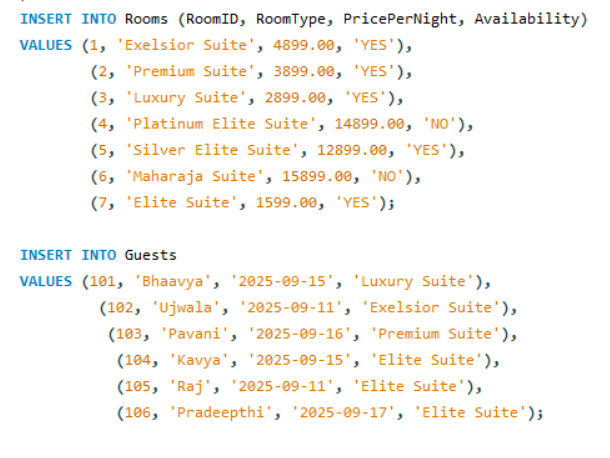 INSERT INTO Rooms (RoomID, RoomType, PricePerNight, Availability)
VALUES (1, 'Exelsior Suite', 4899.00, 'YES'),
(2, 'Premium Suite', 3899.00, 'YES'),
(3, 'Luxury Suite', 2899.00, 'YES'),
(4, 'Platinum Elite Suite', 14899.00, 'NO'),
(5, 'Silver Elite Suite', 12899.00, 'YES'),
(6, 'Maharaja Suite', 15899.00, 'NO'),
(7, 'Elite Suite', 1599.00, 'YES');
INSERT INTO Guests
VALUES (101, 'Bhaavya', '2025-09-15', 'Luxury Suite'),
(102, 'Ujwala', '2025-09-11', 'Exelsior Suite'),
(103, 'Pavani', '2025-09-16', 'Premium Suite'),
(104, 'Kavya', '2025-09-15', 'Elite Suite'),
(105, 'Raj', '2025-09-11', 'Elite Suite'),
(106, 'Pradeepthi', '2025-09-17', 'Elite Suite');